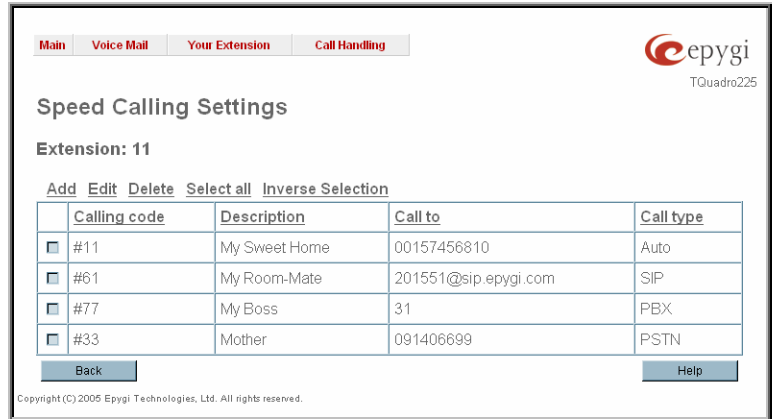 Main Voice Mail Your Extension Call Handling
epygi
TQuadro225
Speed Calling Settings
Extension: 11
Add Edit Delete Select all Inverse Selection
Calling code Description Call to Call type
#11 My Sweet Home 00157456810 Auto
#61 My Room-Mate 201551@sip.epygi.com SIP
#77 My Boss 31 PBX
#33 Mother 091406699 PSTN
Back Help
Copyright (C) 2005 Epygi Technologies, Ltd. All rights reserved.